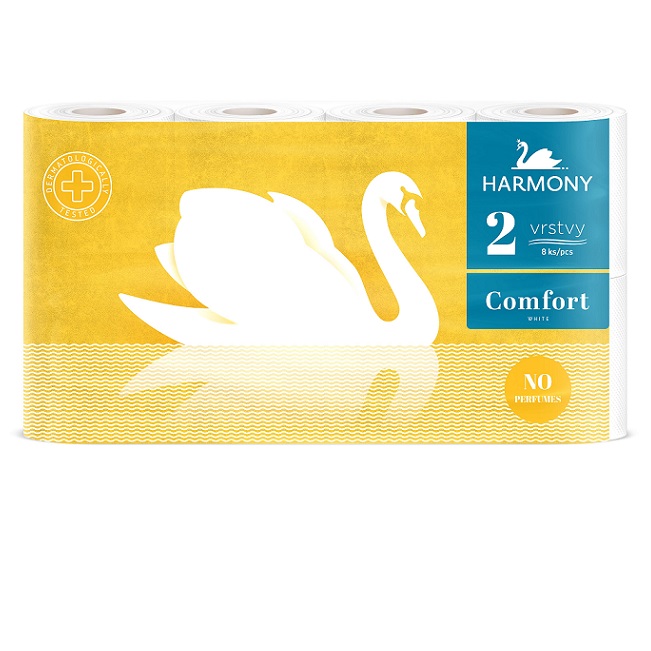 DERMATOLOGICALLY
TESTED
HARMONY
2 vrstvy
8 ks/pcs
Comfort
WHITE
NO
PERFUMES